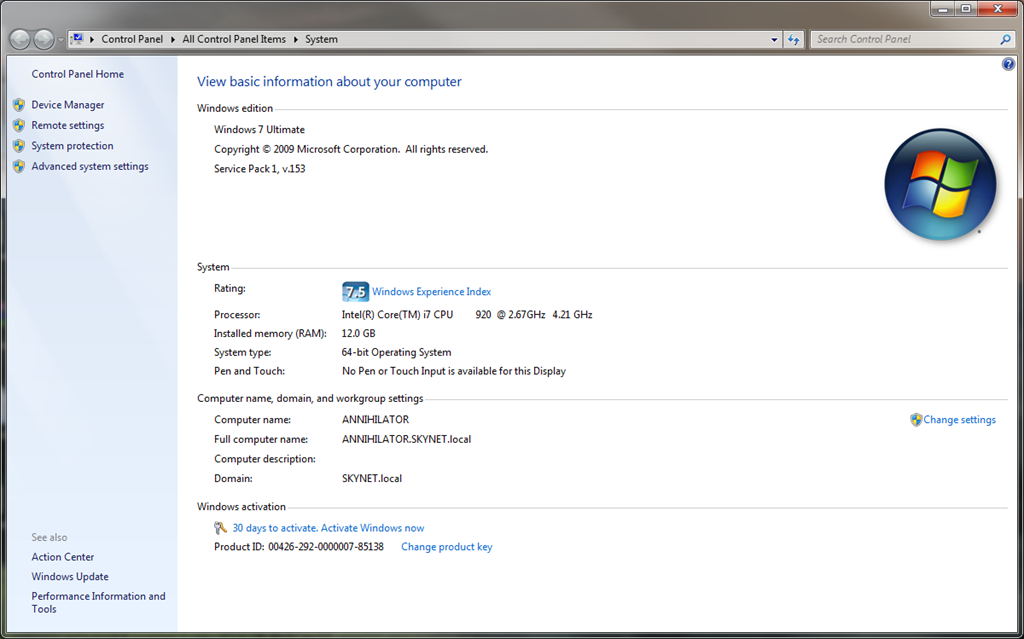 Control Panel ▸ All Control Panel Items ▸ System
Search Control Panel
Control Panel Home
Device Manager
Remote settings
System protection
Advanced system settings
See also
Action Center
Windows Update
Performance Information and
Tools
View basic information about your computer
Windows edition
Windows 7 Ultimate
Copyright © 2009 Microsoft Corporation. All rights reserved.
Service Pack 1, v.153
System
Rating: 7.5 Windows Experience Index
Processor: Intel(R) Core(TM) i7 CPU 920 @ 2.67GHz 4.21 GHz
Installed memory (RAM): 12.0 GB
System type: 64-bit Operating System
Pen and Touch: No Pen or Touch Input is available for this Display
Computer name, domain, and workgroup settings
Computer name: ANNIHILATOR
Change settings
Full computer name: ANNIHILATOR.SKYNET.local
Computer description:
Domain: SKYNET.local
Windows activation
30 days to activate. Activate Windows now
Product ID: 00426-292-0000007-85138 Change product key